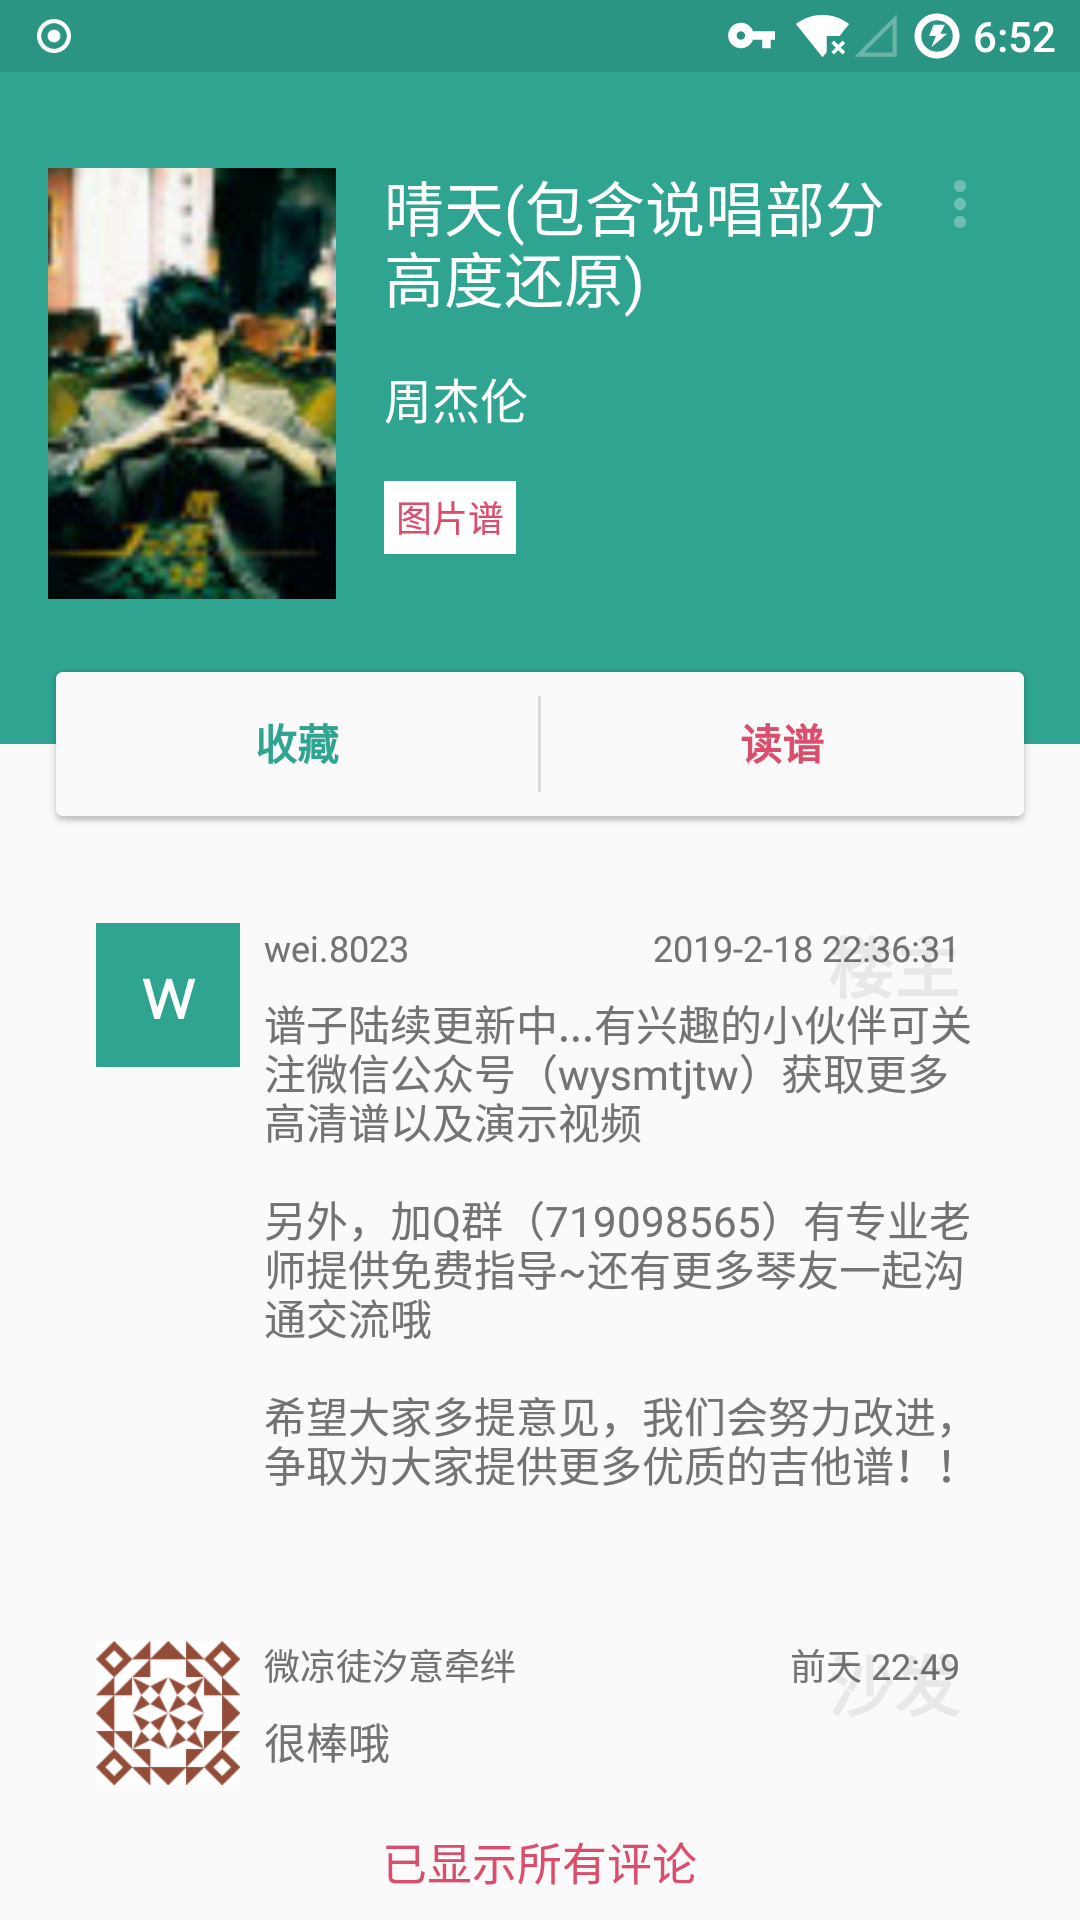 6:52
晴天(包含说唱部分
高度还原)
周杰伦
图片谱
收藏
读谱
W
wei.8023
2019-2-18 22:36:31
楼主
谱子陆续更新中...有兴趣的小伙伴可关
注微信公众号（wysmtjtw）获取更多
高清谱以及演示视频
另外，加Q群（719098565）有专业老
师提供免费指导~还有更多琴友一起沟
通交流哦
希望大家多提意见，我们会努力改进，
争取为大家提供更多优质的吉他谱！！
微凉徒汐意牵绊
前天 22:49
沙发
很棒哦
已显示所有评论